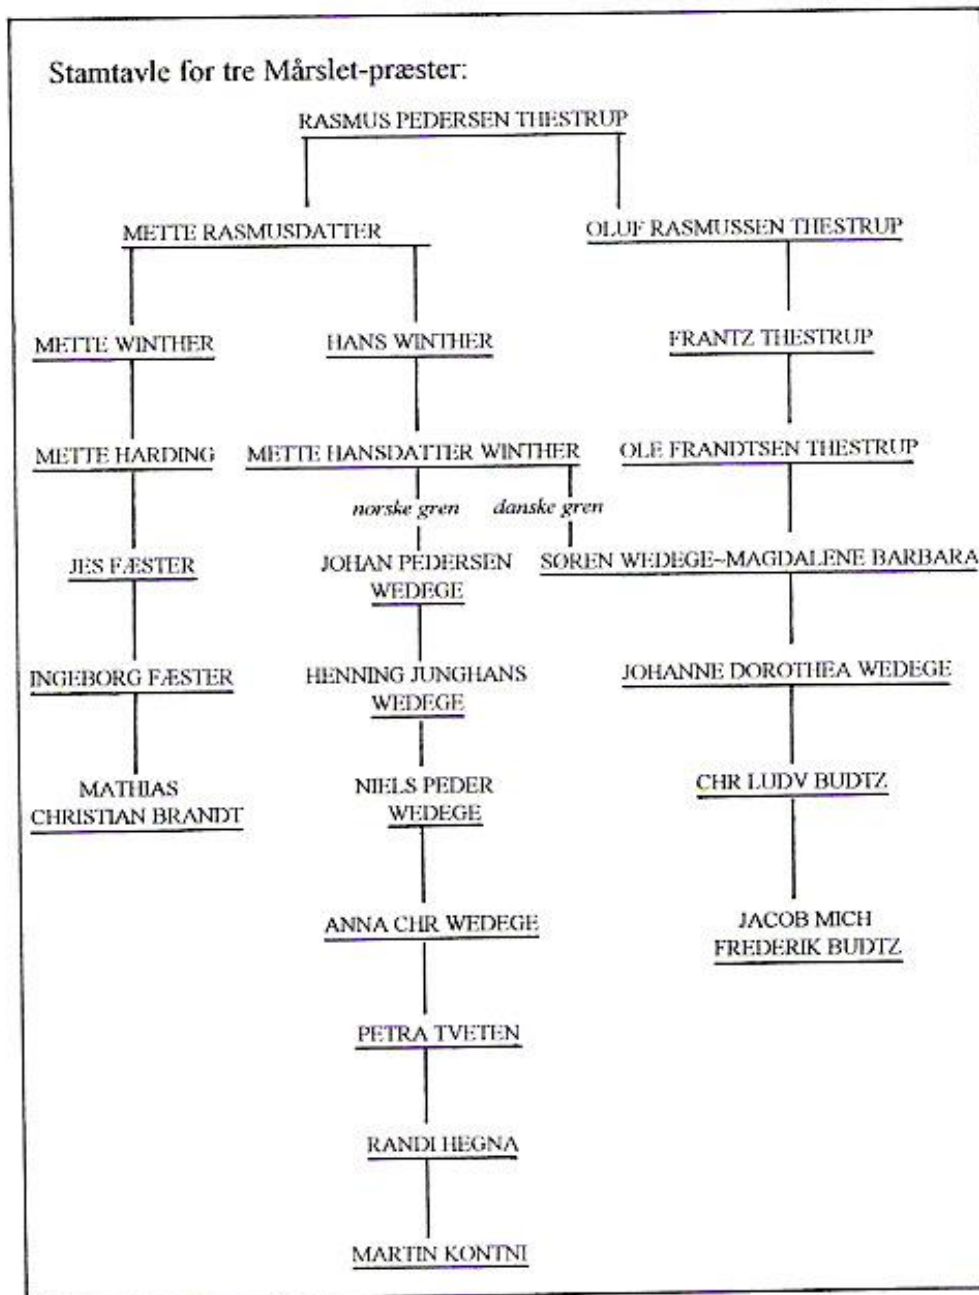 Stamtavle for tre Mårslet-præster:
RASMUS PEDERSEN THESTRUP
METTE RASMUSDATTER
OLUF RASMUSSEN THESTRUP
METTE WINTHER
HANS WINTHER
FRANTZ THESTRUP
METTE HARDING
METTE HANSDATTER WINTHER
OLE FRANDTSEN THESTRUP
norske gren
danske gren
JES FÆSTER
JOHAN PEDERSEN
WEDEGE
SØREN WEDEGE~MAGDALENE BARBARA
INGEBORG FÆSTER
HENNING JUNGHANS
WEDEGE
JOHANNE DOROTHEA WEDEGE
MATHIAS
CHRISTIAN BRANDT
NIELS PEDER
WEDEGE
CHR LUDV BUDTZ
ANNA CHR WEDEGE
JACOB MICH
FREDERIK BUDTZ
PETRA TVETEN
RANDI HEGNA
MARTIN KONTNI